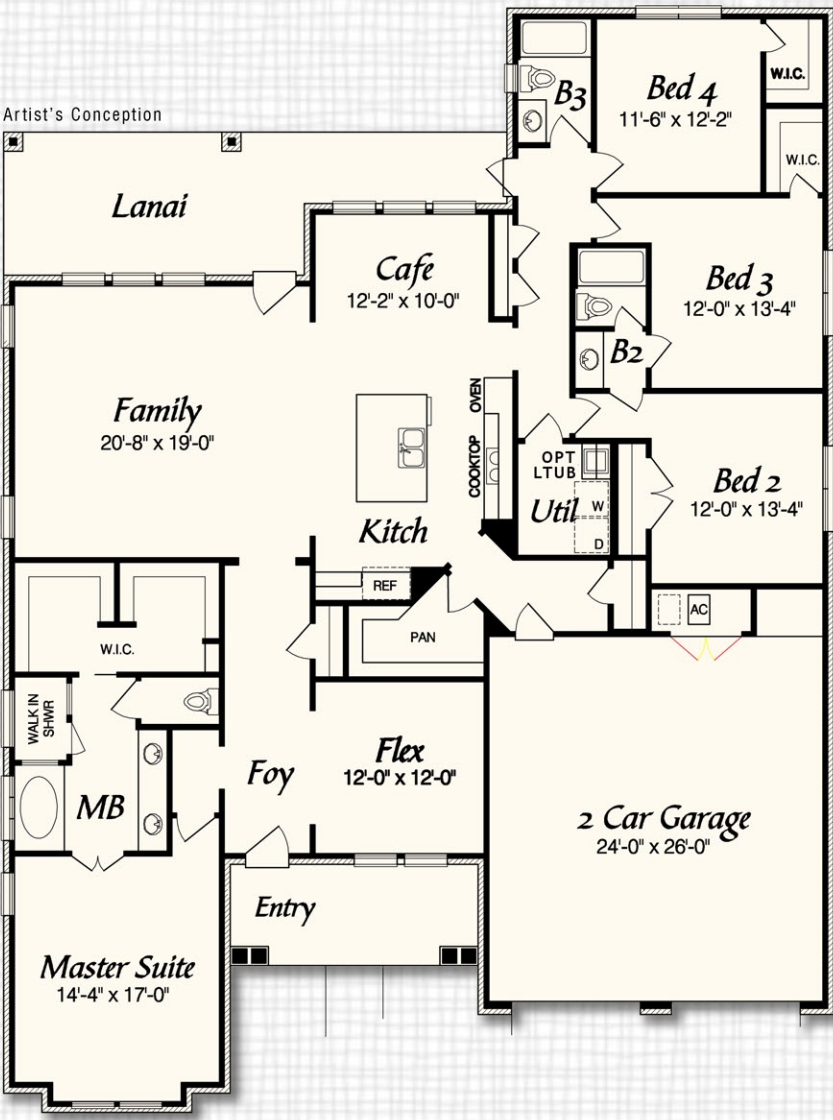 Artist's Conception
B3
Bed 4
11'-6" x 12'-2"
W.I.C.
W.I.C.
Lanai
Cafe
12'-2" x 10'-0"
Bed 3
12'-0" x 13'-4"
B2
Family
20'-8" x 19'-0"
OVEN
COOKTOP
OPT
LTUB
Util
W
D
Bed 2
12'-0" x 13'-4"
Kitch
REF
PAN
AC
W.I.C.
WALK IN
SHWR
MB
Foy
Flex
12'-0" x 12'-0"
2 Car Garage
24'-0" x 26'-0"
Entry
Master Suite
14'-4" x 17'-0"